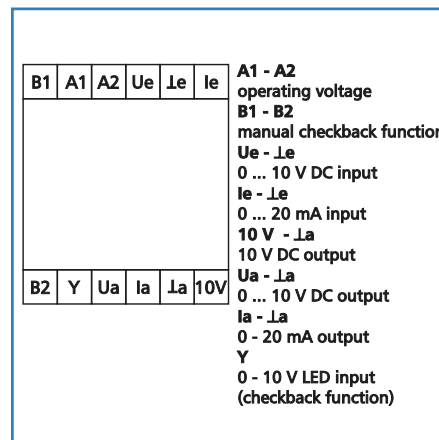 B1 A1 A2 Ue ⊥e Ie
B2 Y Ua Ia ⊥a 10V
A1 - A2
operating voltage
B1 - B2
manual checkback function
Ue - ⊥e
0 ... 10 V DC input
Ie - ⊥e
0 ... 20 mA input
10 V - ⊥a
10 V DC output
Ua - ⊥a
0 ... 10 V DC output
Ia - ⊥a
0 - 20 mA output
Y
0 - 10 V LED input
(checkback function)